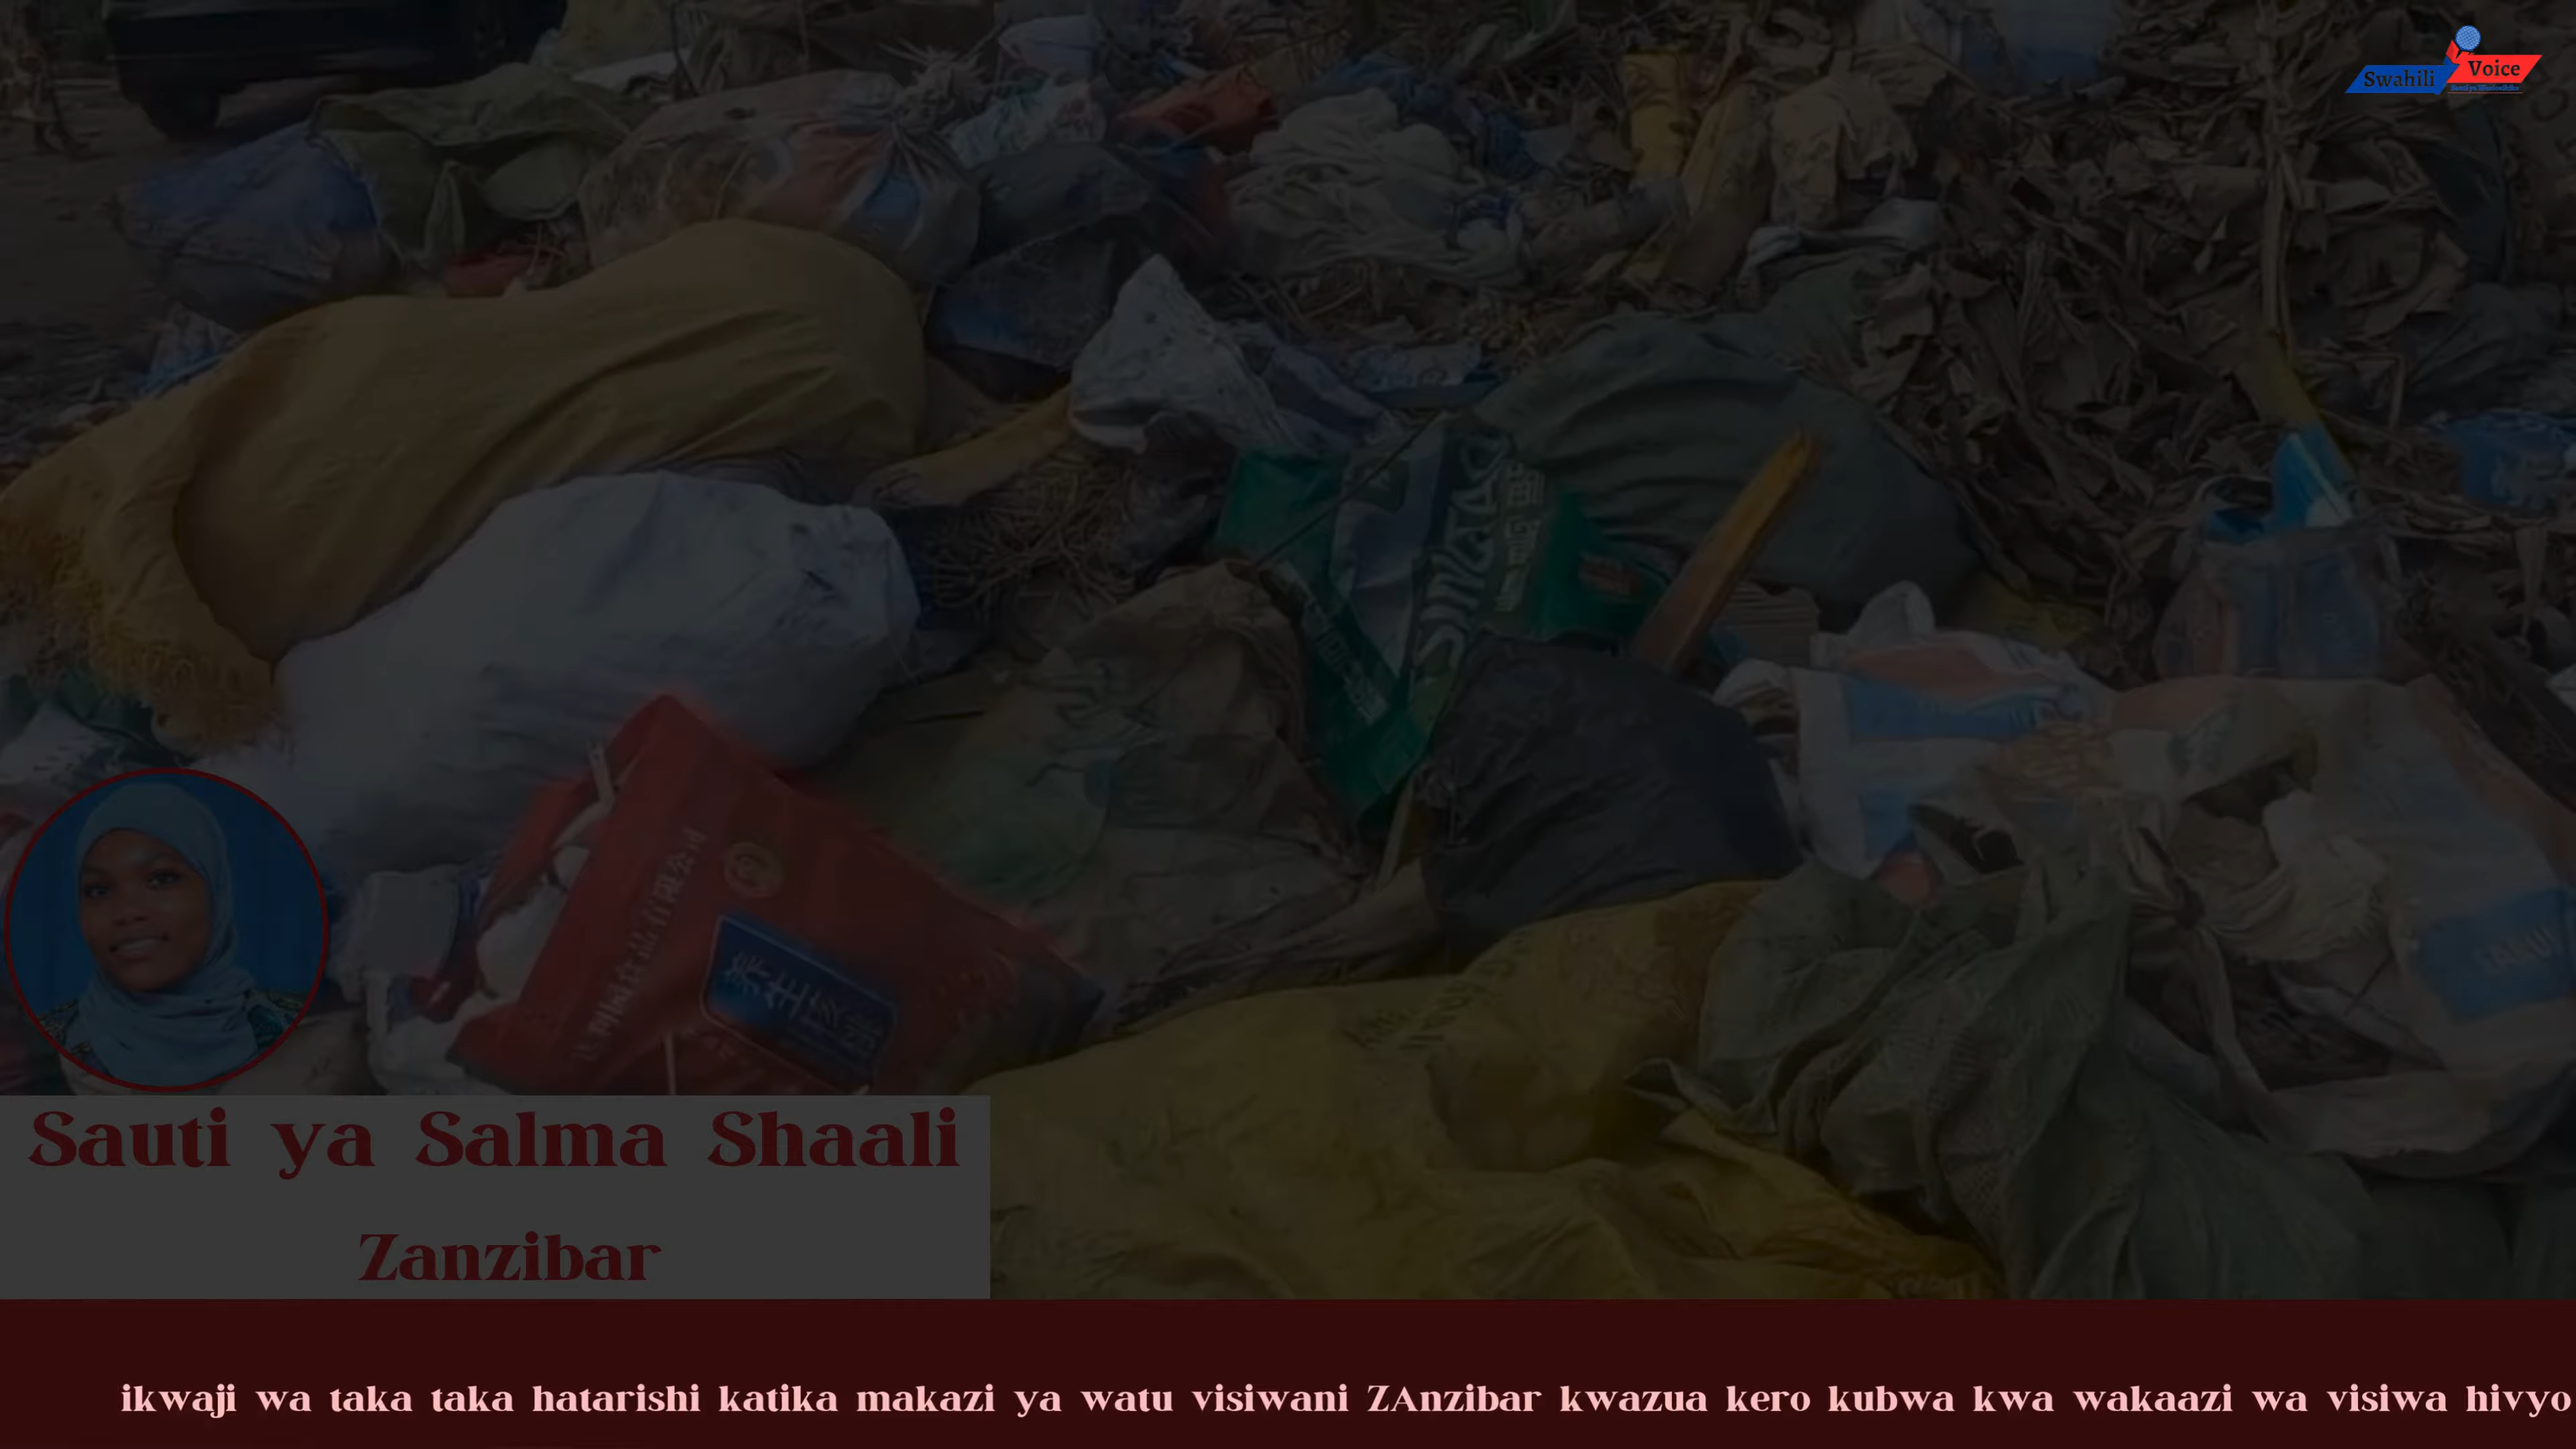 Swahili
Voice
SINIAO
Sauti ya Salma Shaali
Zanzibar
ikwaji wa taka taka hatarishi katika makazi ya watu visiwani ZAnzibar kwazua kero kubwa kwa wakaazi wa visiwa hivyo